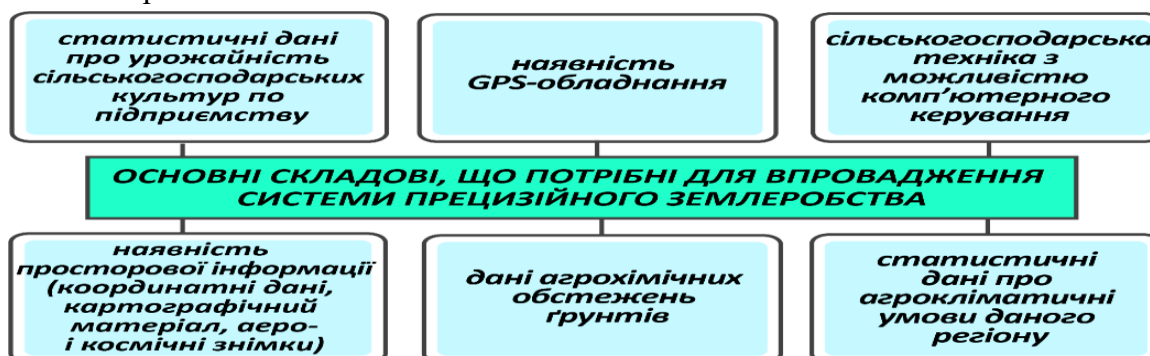 статистичні дані
про урожайність
сільськогосподарських
культур по
підприємству
наявність
GPS-обладнання
сільськогосподарська
техніка з
можливістю
комп’ютерного
керування
ОСНОВНІ СКЛАДОВІ, ЩО ПОТРІБНІ ДЛЯ ВПРОВАДЖЕННЯ
СИСТЕМИ ПРЕЦИЗІЙНОГО ЗЕМЛЕРОБСТВА
наявність
просторової інформації
(координатні дані,
картографічний
матеріал, аеро-
і космічні знімки)
дані агрохімічних
обстежень
ґрунтів
статистичні
дані про
агрокліматичні
умови даного
регіону